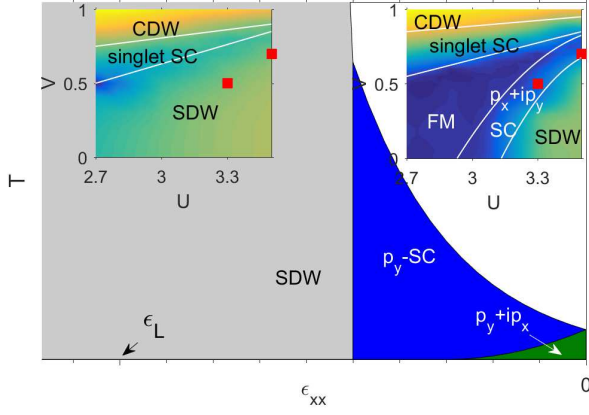 CDW
singlet SC
SDW
V
1
0.5
0
2.7
3
3.3
U
CDW
singlet SC
p_x+ip_y
FM
SC
SDW
V
1
0.5
0
2.7
3
3.3
U
T
SDW
p_y-SC
p_y+ip_x
ϵ_L
ϵ_xx
0